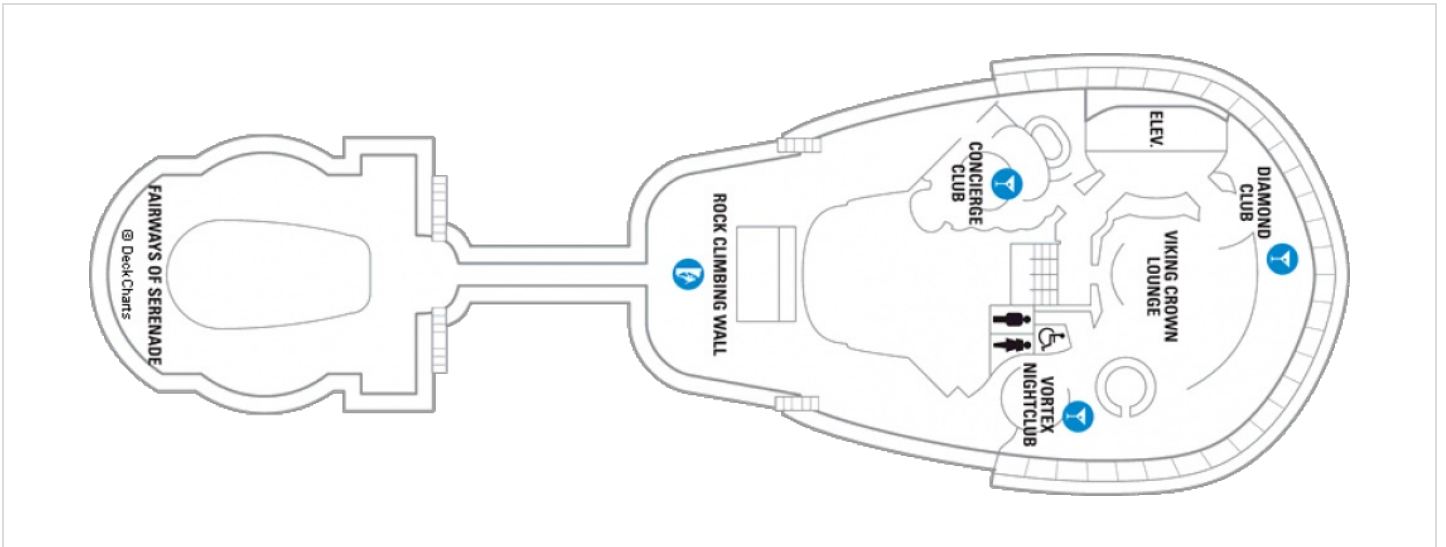 FAIRWAYS OF SERENADE
© DeckCharts
ROCK CLIMBING WALL
CONCIERGE
CLUB
ELEV.
DIAMOND
CLUB
VIKING CROWN
LOUNGE
VORTEX
NIGHTCLUB